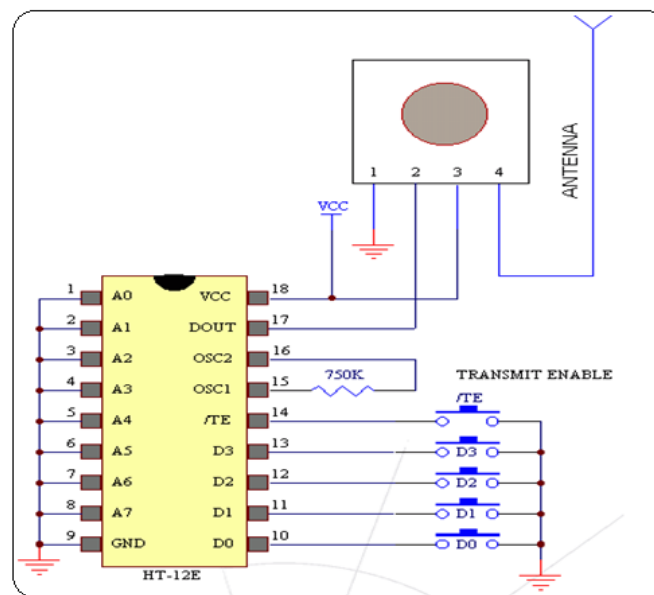 1 2 3 4
ANTENNA
VCC
1 A0 VCC 18
2 A1 DOUT 17
3 A2 OSC2 16
4 A3 OSC1 15
750K
TRANSMIT ENABLE
5 A4 /TE 14
/TE
6 A5 D3 13
D3
7 A6 D2 12
D2
8 A7 D1 11
D1
9 GND D0 10
D0
HT-12E